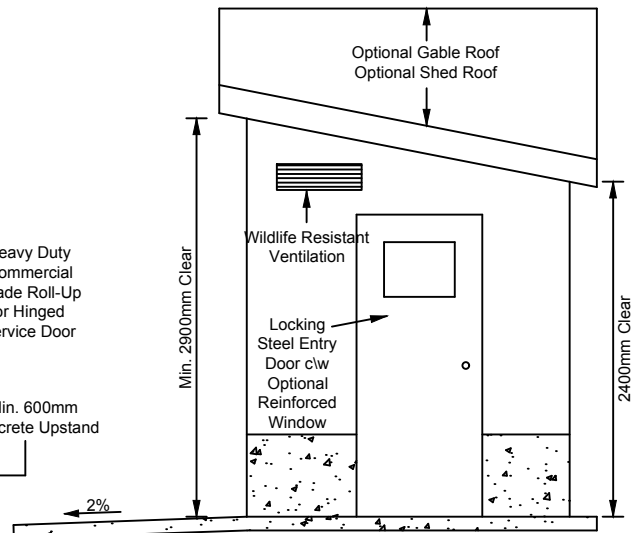 Optional Gable Roof
Optional Shed Roof
Wildlife Resistant
Ventilation
Min. 2900mm Clear
2400mm Clear
Locking
Steel Entry
Door c\w
Optional
Reinforced
Window
eavy Duty
ommercial
ade Roll-Up
or Hinged
ervice Door
in. 600mm
crete Upstand
2%